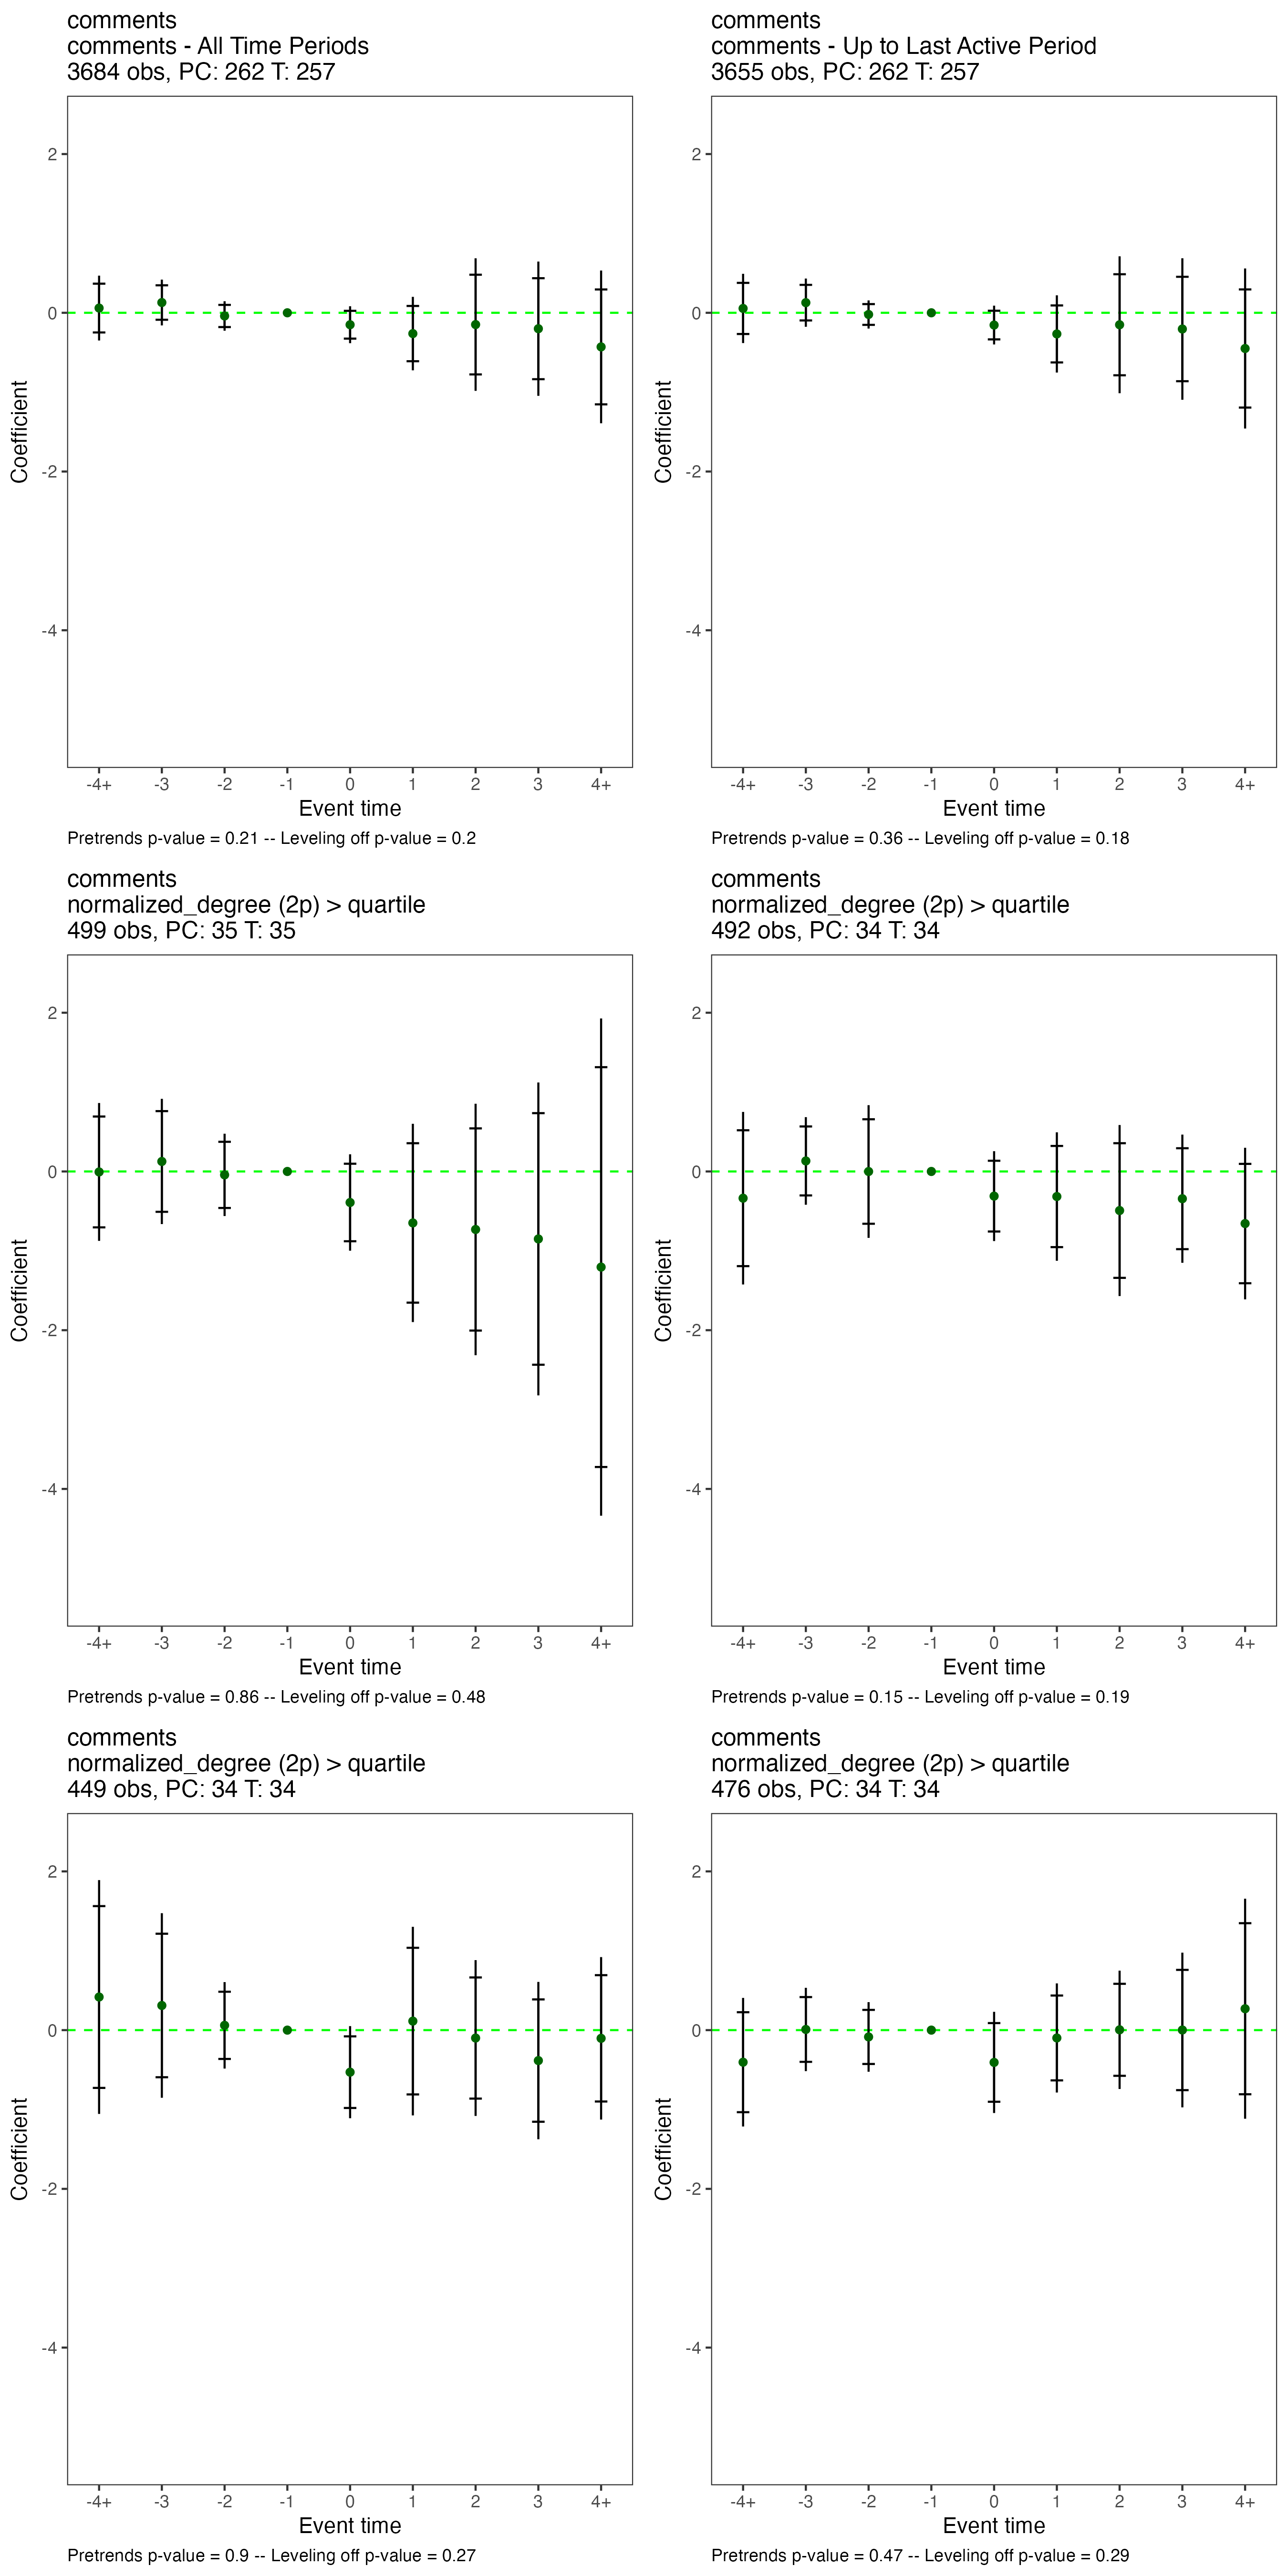 comments
comments - All Time Periods
3684 obs, PC: 262 T: 257
2
0
-2
-4
Coefficient
-4+ -3 -2 -1 0 1 2 3 4+
Event time
Pretrends p-value = 0.21 -- Leveling off p-value = 0.2
comments
comments - Up to Last Active Period
3655 obs, PC: 262 T: 257
2
0
-2
-4
Coefficient
-4+ -3 -2 -1 0 1 2 3 4+
Event time
Pretrends p-value = 0.36 -- Leveling off p-value = 0.18
comments
normalized_degree (2p) > quartile
499 obs, PC: 35 T: 35
2
0
-2
-4
Coefficient
-4+ -3 -2 -1 0 1 2 3 4+
Event time
Pretrends p-value = 0.86 -- Leveling off p-value = 0.48
comments
normalized_degree (2p) > quartile
492 obs, PC: 34 T: 34
2
0
-2
-4
Coefficient
-4+ -3 -2 -1 0 1 2 3 4+
Event time
Pretrends p-value = 0.15 -- Leveling off p-value = 0.19
comments
normalized_degree (2p) > quartile
449 obs, PC: 34 T: 34
2
0
-2
-4
Coefficient
-4+ -3 -2 -1 0 1 2 3 4+
Event time
Pretrends p-value = 0.9 -- Leveling off p-value = 0.27
comments
normalized_degree (2p) > quartile
476 obs, PC: 34 T: 34
2
0
-2
-4
Coefficient
-4+ -3 -2 -1 0 1 2 3 4+
Event time
Pretrends p-value = 0.47 -- Leveling off p-value = 0.29